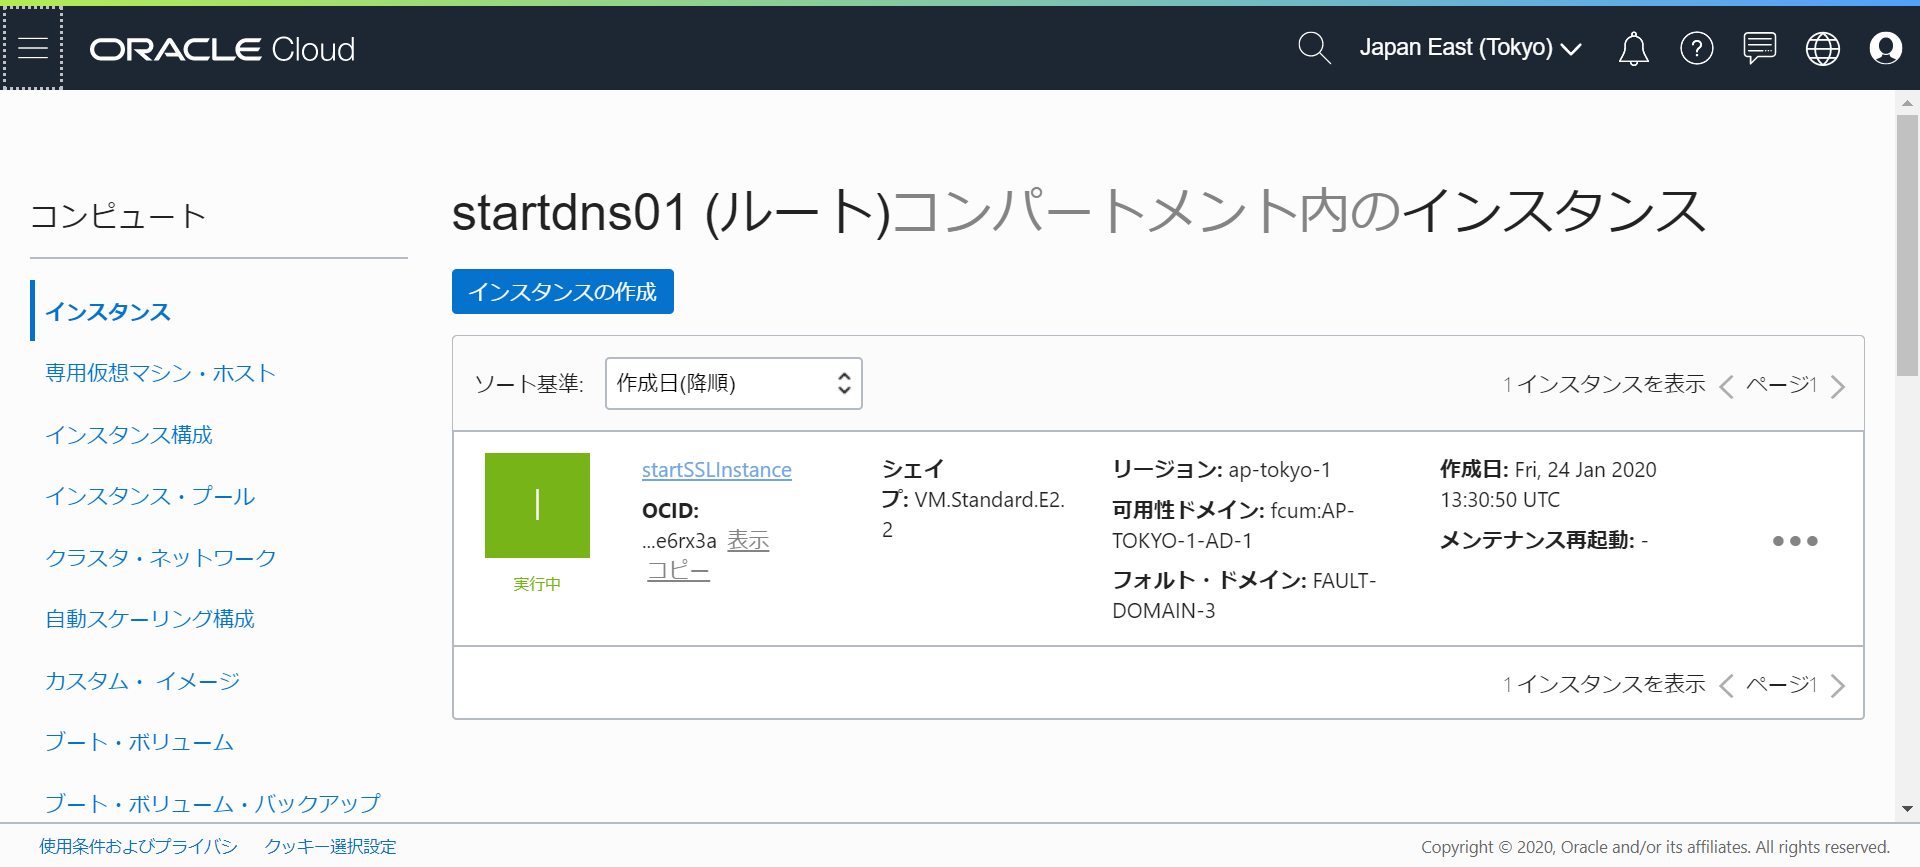 ORACLE Cloud
Japan East (Tokyo)
コンピュート
インスタンス
専用仮想マシン・ホスト
インスタンス構成
インスタンス・プール
クラスタ・ネットワーク
自動スケーリング構成
カスタム・ イメージ
ブート・ボリューム
ブート・ボリューム・バックアップ
startdns01 (ルート)コンパートメント内のインスタンス
インスタンスの作成
ソート基準: 作成日(降順)
1 インスタンスを表示 ページ1
I
実行中
startSSLInstance
OCID:
...e6rx3a 表示
コピー
シェイ
プ: VM.Standard.E2.
2
リージョン: ap-tokyo-1
可用性ドメイン: fcum:AP-
TOKYO-1-AD-1
フォルト・ドメイン: FAULT-
DOMAIN-3
作成日: Fri, 24 Jan 2020
13:30:50 UTC
メンテナンス再起動: -
1 インスタンスを表示 ページ1
使用条件およびプライバシ クッキー選択設定
Copyright © 2020, Oracle and/or its affiliates. All rights reserved.